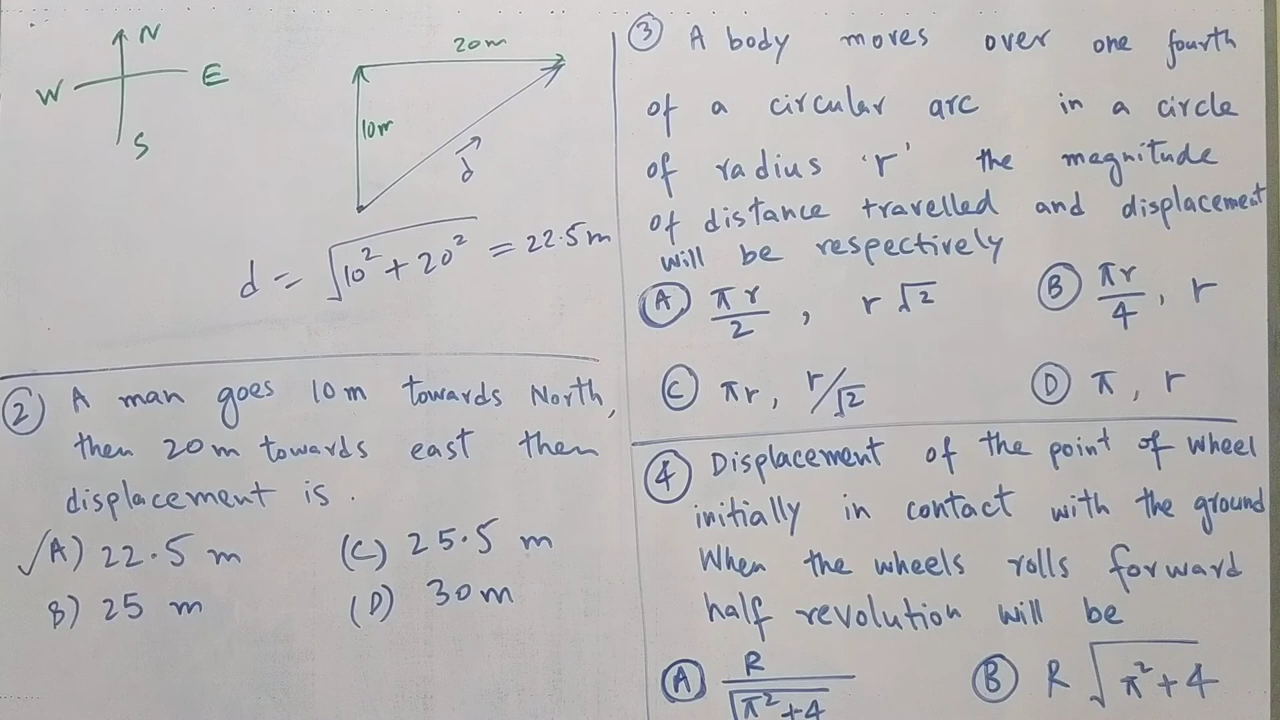 N
W E
S
20m
10m
d
d = √10² + 20² = 22.5m
② A man goes 10m towards North,
then 20m towards east then
displacement is.
√A) 22.5 m (C) 25.5 m
B) 25 m (D) 30m
③ A body moves over one fourth
of a circular arc in a circle
of radius 'r' the magnitude
of distance travelled and displacement
will be respectively
Ⓐ πr/2, r√2 Ⓑ πr/4, r
Ⓒ πr, r/√2 Ⓓ π, r
④ Displacement of the point of wheel
initially in contact with the ground
When the wheels rolls forward
half revolution will be
Ⓐ R/√π²+4 Ⓑ R√π²+4